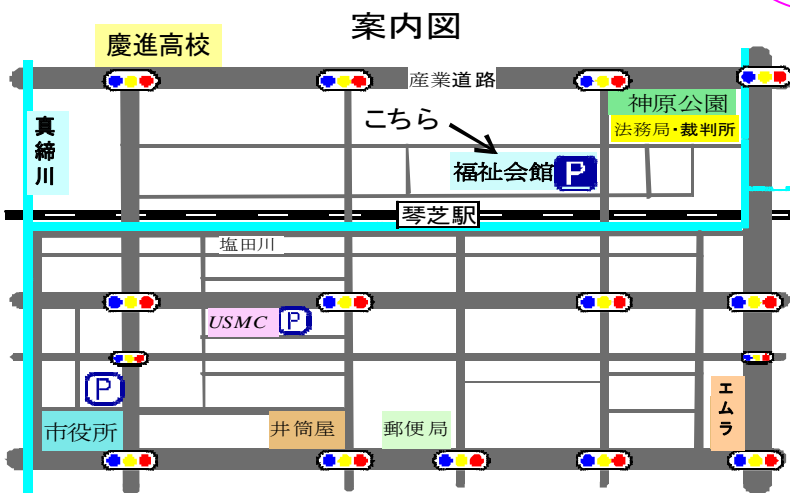 案内図
慶進高校
産業道路
神原公園
法務局・裁判所
こちら
真締川
福祉会館 P
琴芝駅
塩田川
USMC P
P
エムラ
市役所
井筒屋
郵便局